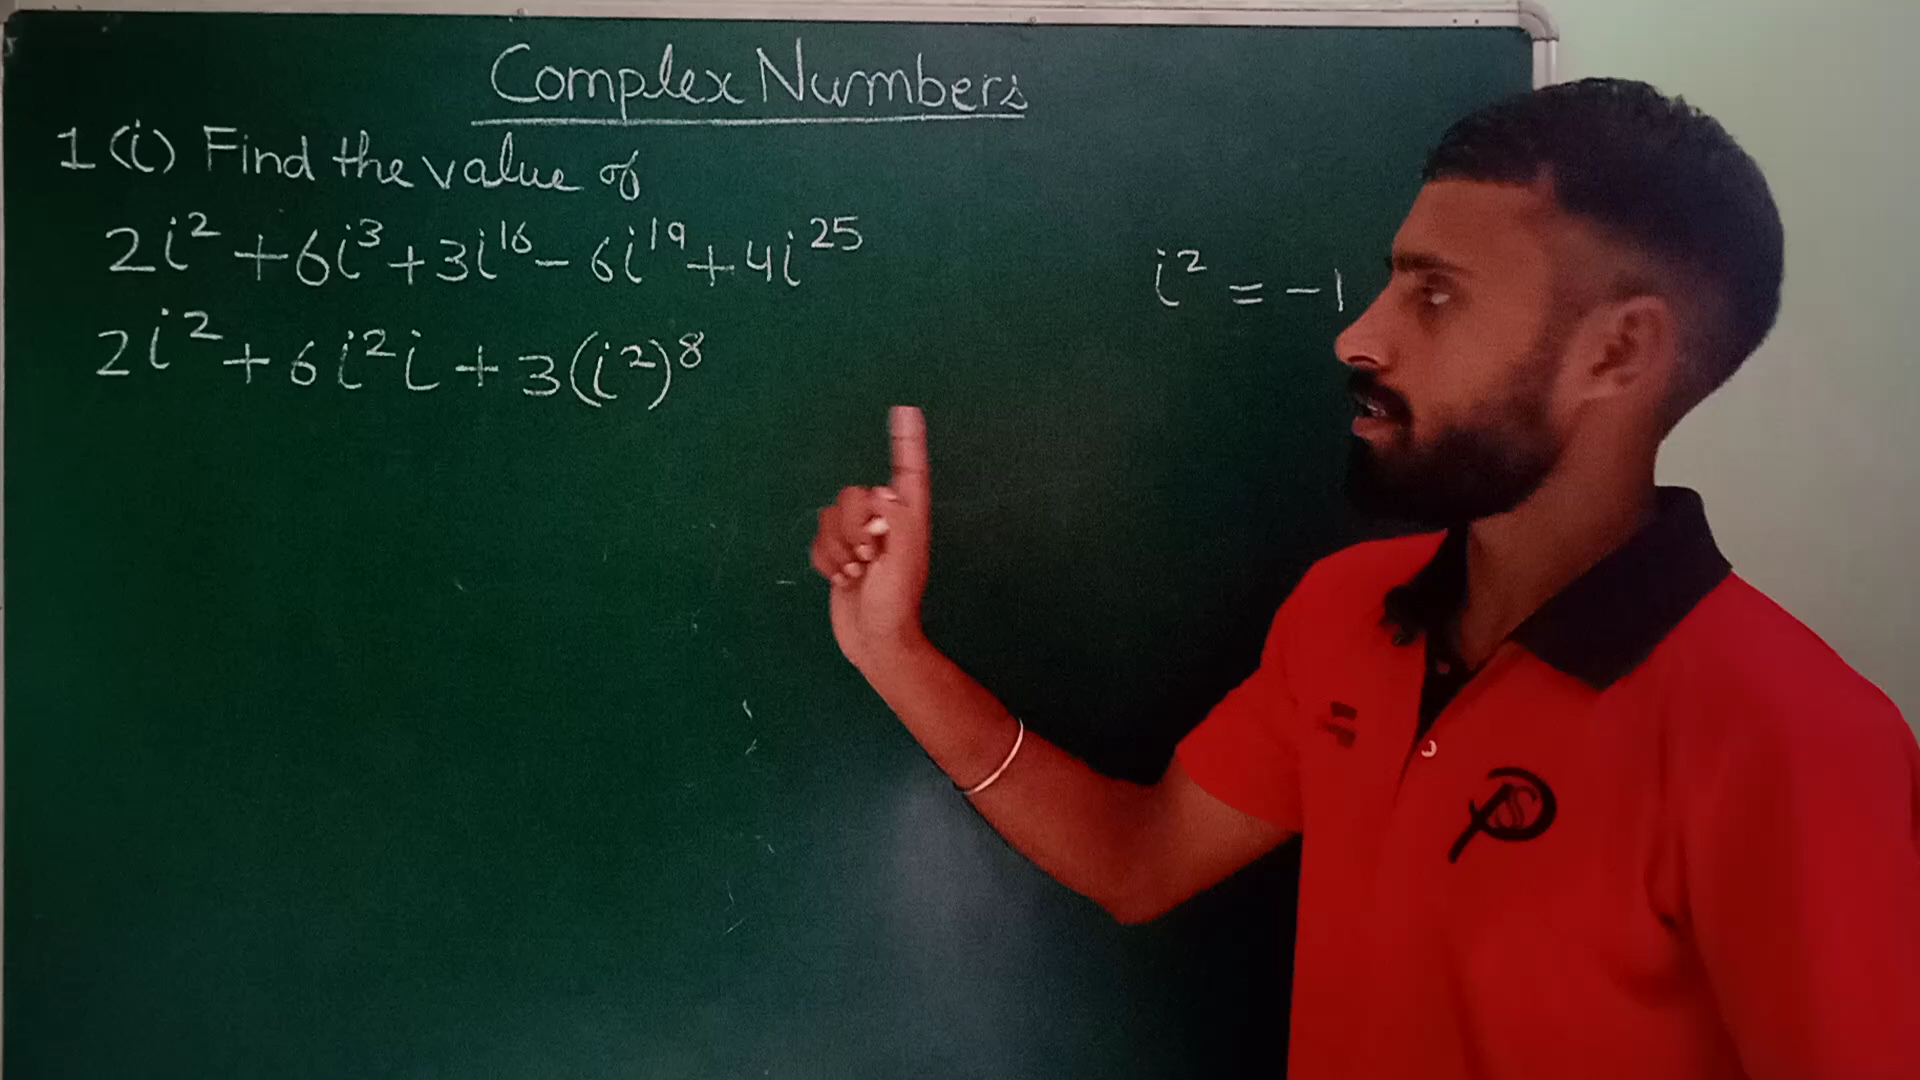 Complex Numbers
1(i) Find the value of
2i² + 6i³ + 3i¹⁶ - 6i¹⁹ + 4i²⁵
i² = -1
2i² + 6i²i + 3(i²)⁸